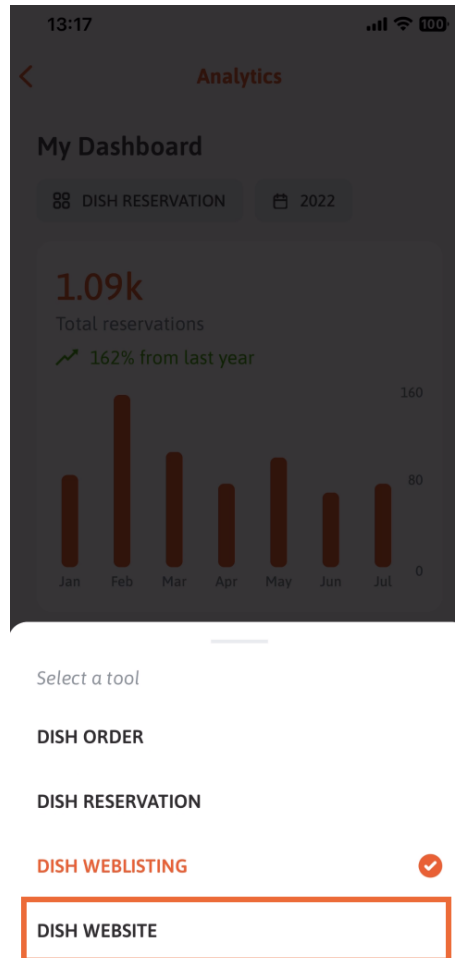 13:17
100
Analytics
My Dashboard
DISH RESERVATION
2022
1.09k
Total reservations
162% from last year
160
80
0
Jan Feb Mar Apr May Jun Jul
Select a tool
DISH ORDER
DISH RESERVATION
DISH WEBLISTING
DISH WEBSITE